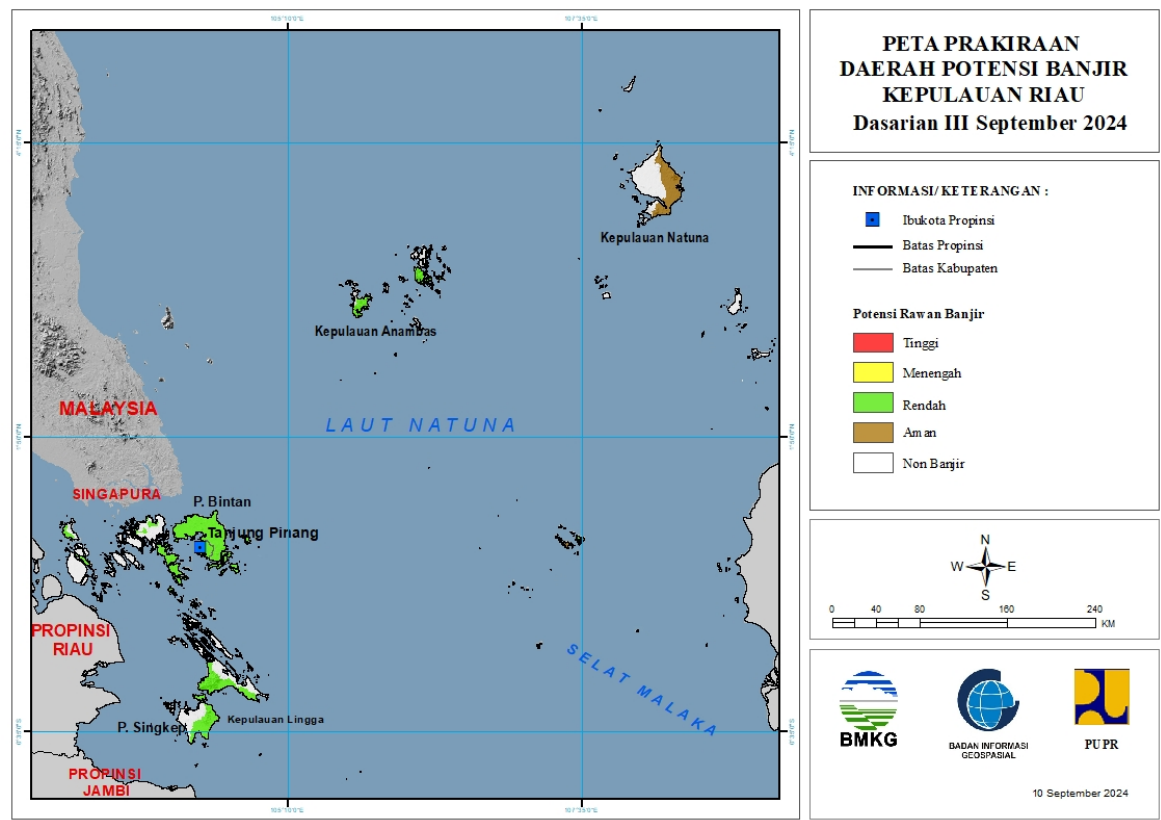 PETA PRAKIRAAN
DAERAH POTENSI BANJIR
KEPULAUAN RIAU
Dasarian III September 2024
INFORMASI/ KETERANGAN :
Ibukota Propinsi
Batas Propinsi
Batas Kabupaten
Potensi Rawan Banjir
Tinggi
Menengah
Rendah
Aman
Non Banjir
N
W E
S
0 40 80 160 240
KM
BMKG
BADAN INFORMASI
GEOSPASIAL
PUPR
10 September 2024
Kepulauan Natuna
Kepulauan Anambas
MALAYSIA
LAUT NATUNA
SINGAPURA
P. Bintan
Tanjung Pinang
PROPINSI
RIAU
SELAT MALAKA
Kepulauan Lingga
P. Singkep
PROPINSI
JAMBI